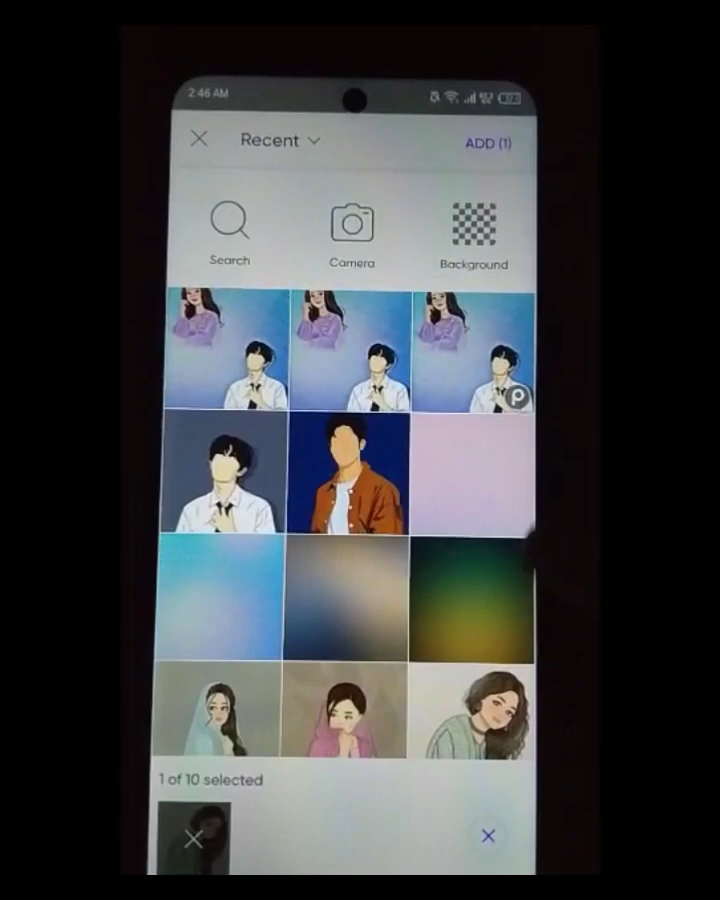 2:46 AM
Recent
ADD (1)
Search
Camera
Background
1 of 10 selected